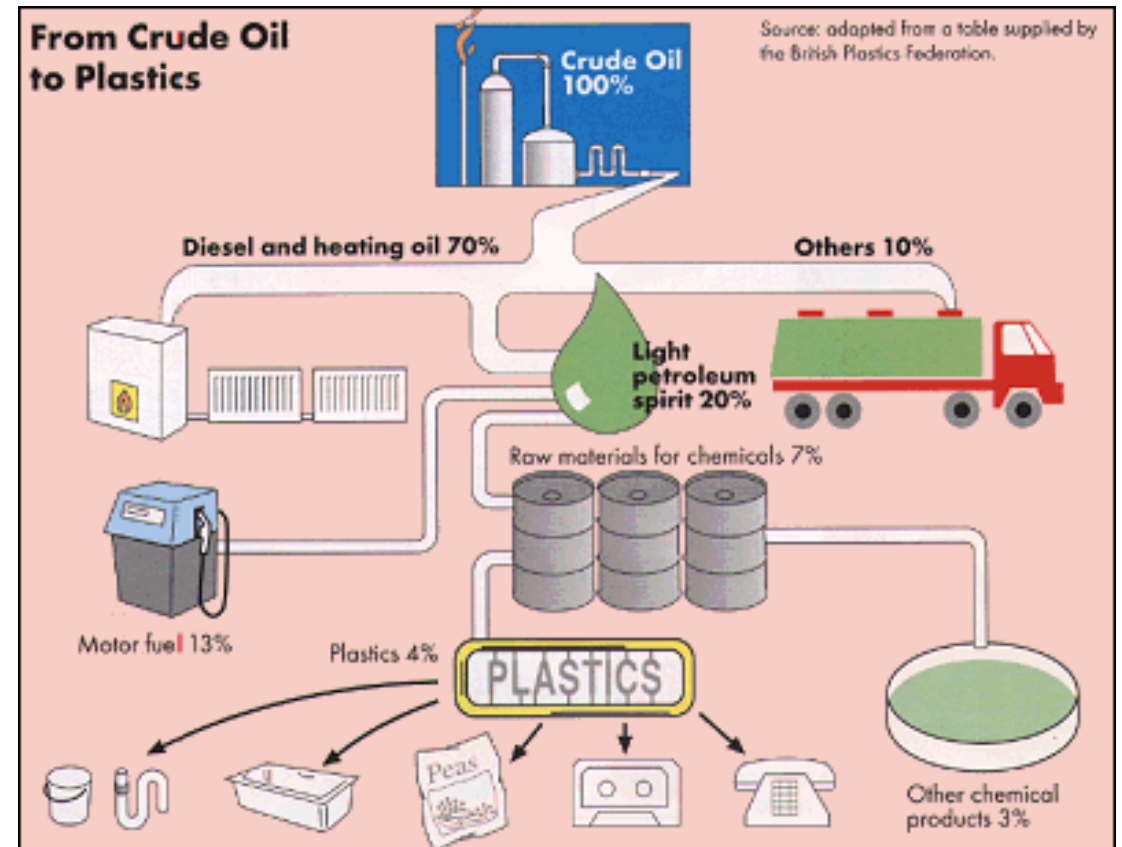 From Crude Oil
to Plastics
Source: adapted from a table supplied by
the British Plastics Federation.
Crude Oil
100%
Diesel and heating oil 70%
Others 10%
Light
petroleum
spirit 20%
Raw materials for chemicals 7%
Motor fuel 13%
Plastics 4%
PLASTICS
Peas
Other chemical
products 3%